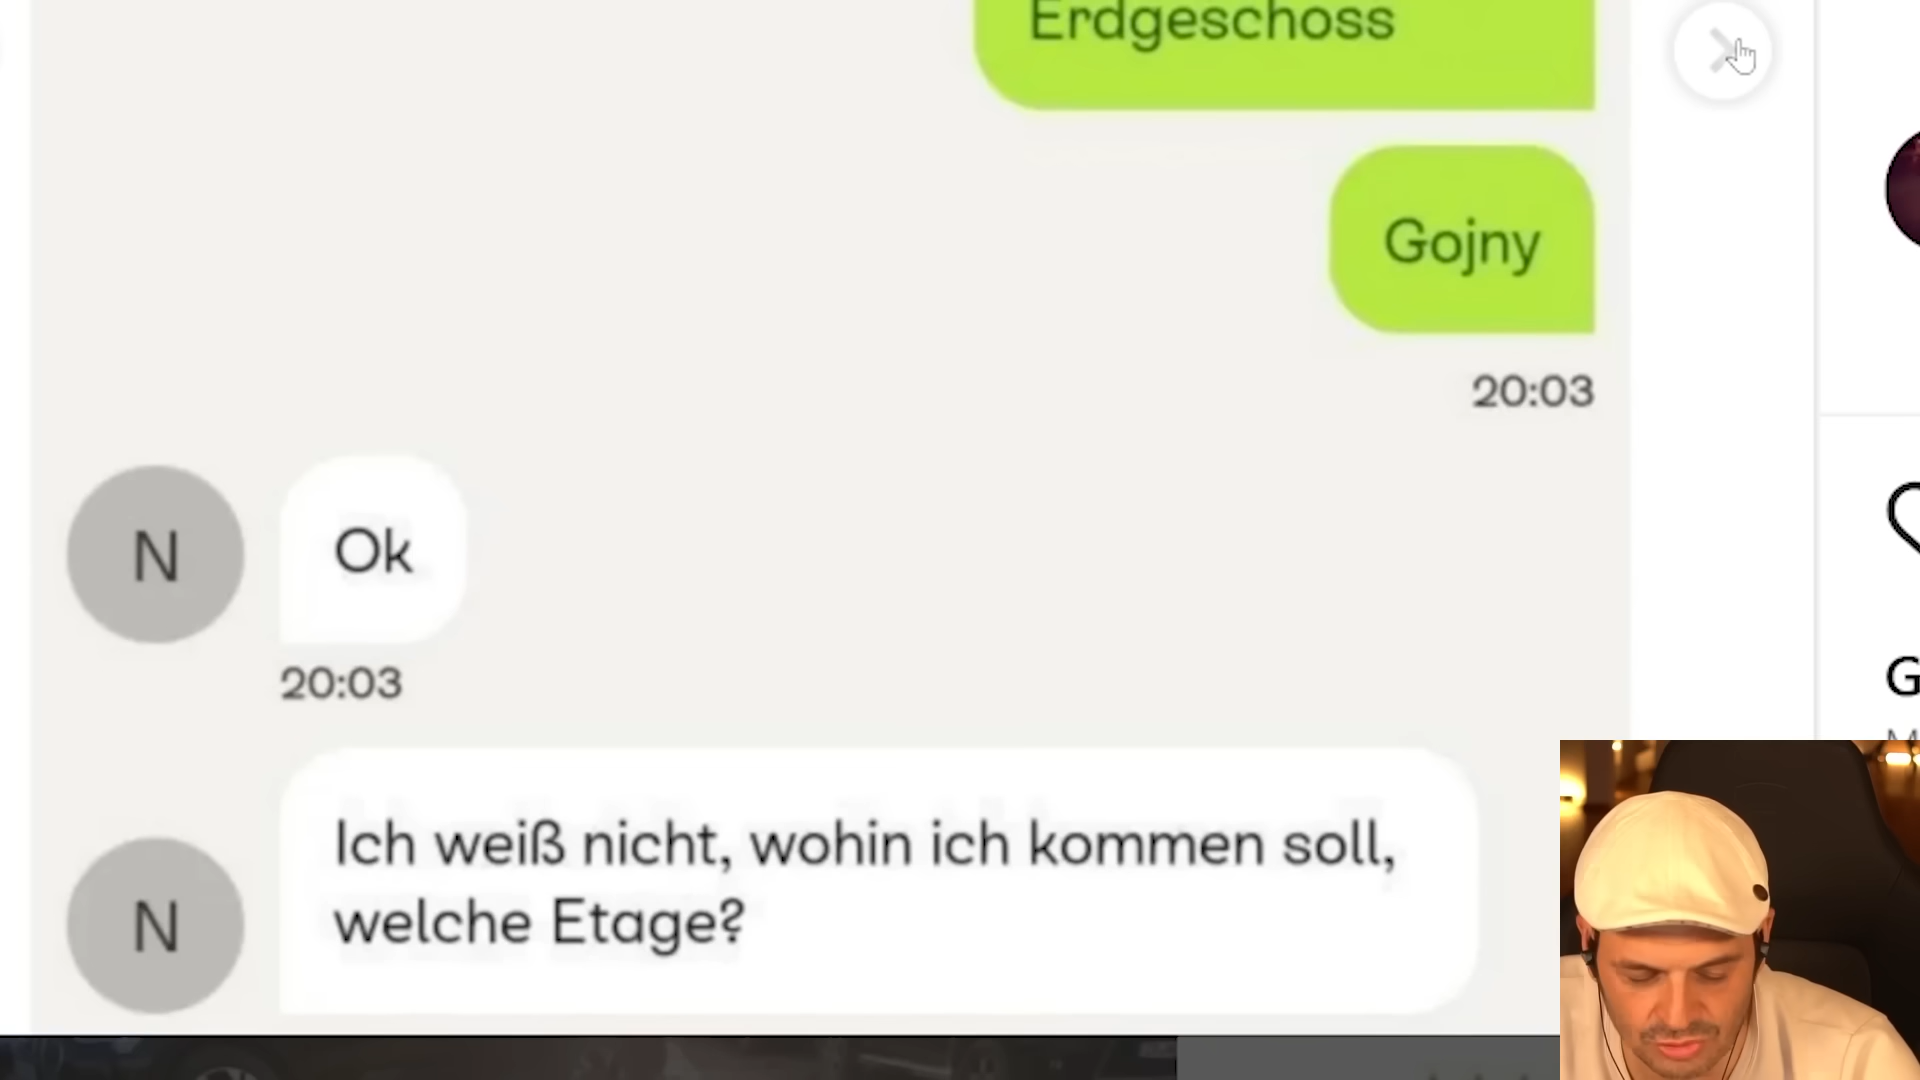 Erdgeschoss
Gojny
20:03
N
Ok
20:03
N
Ich weiß nicht, wohin ich kommen soll,
welche Etage?
G